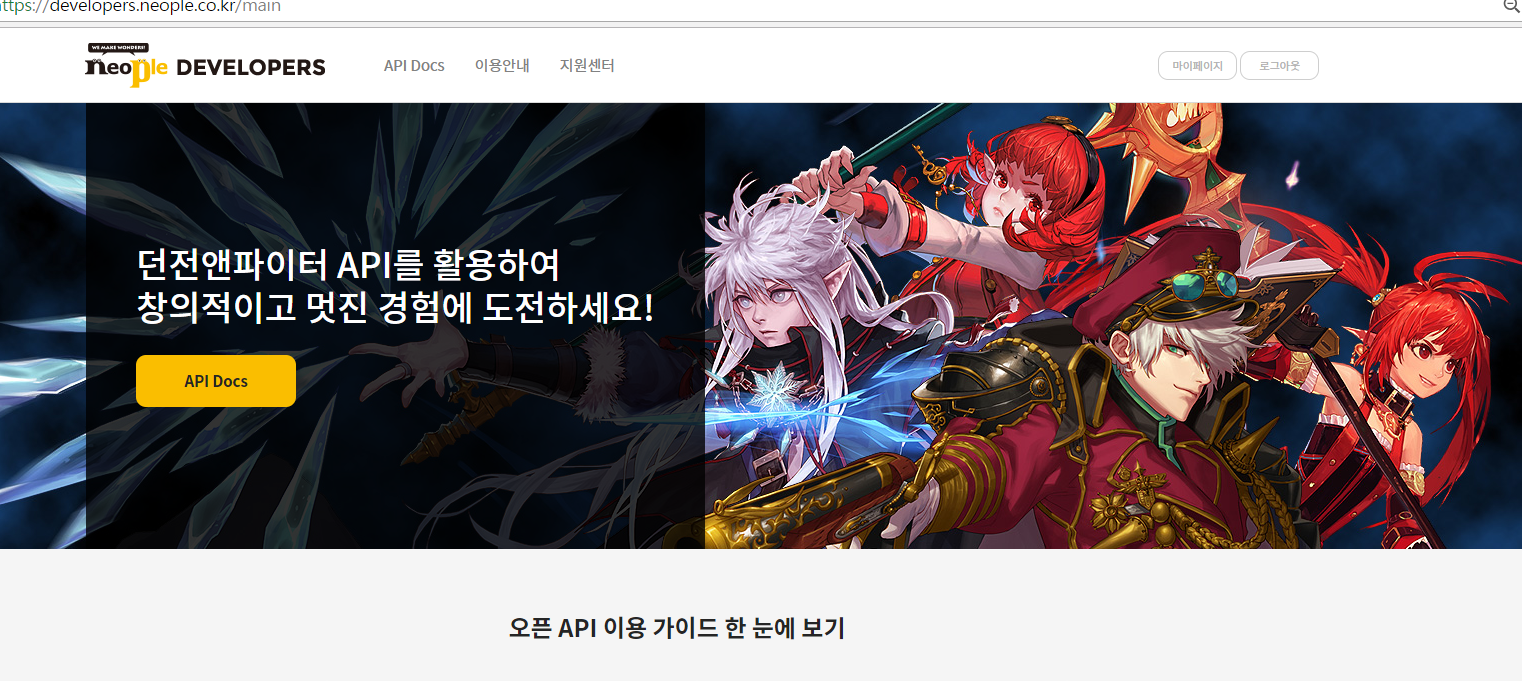 ttps://developers.neople.co.kr/main
WE MAKE WONDERS!
neople DEVELOPERS
API Docs 이용안내 지원센터
마이페이지 로그아웃
던전앤파이터 API를 활용하여
창의적이고 멋진 경험에 도전하세요!
API Docs
오픈 API 이용 가이드 한 눈에 보기